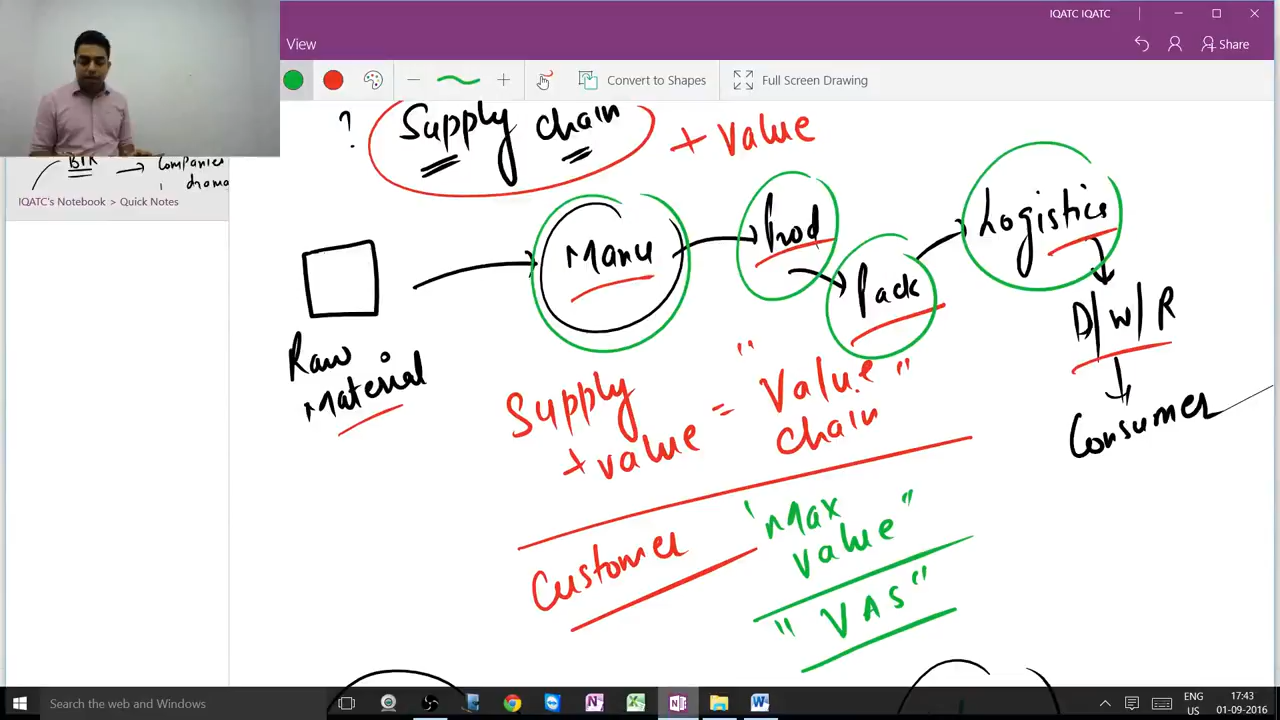 IQATC IQATC
View
Share
Convert to Shapes
Full Screen Drawing
? Supply chain + value
BTR → Companies
IQATC's Notebook > Quick Notes
Raw
Material
Manu
Prod
Pack
Logistics
D/W/R
Consumer
Supply
+ value = "Value
chain"
Customer
"Max
value"
"VAS"
Search the web and Windows
ENG
US
17:43
01-09-2016